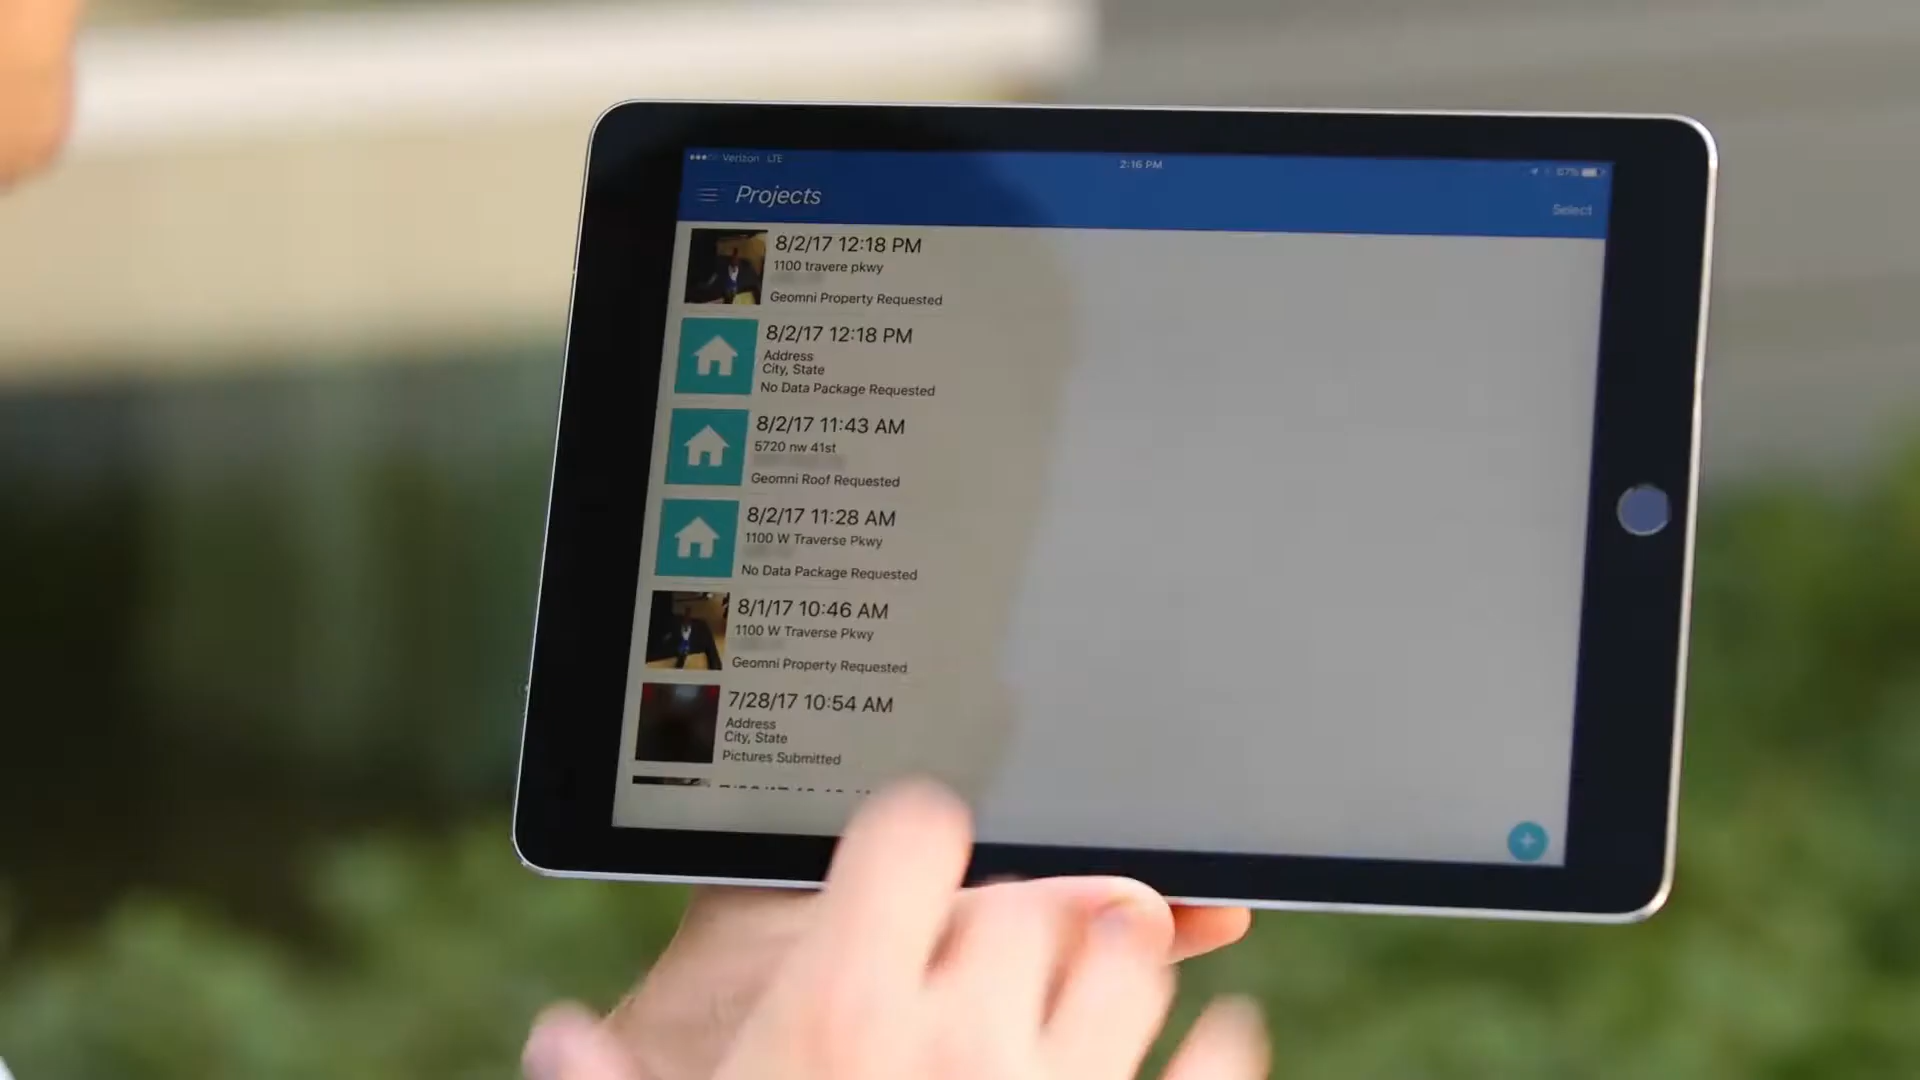 Verizon LTE
2:16 PM
67%
Projects
Select
8/2/17 12:18 PM
1100 travere pkwy
Geomni Property Requested
8/2/17 12:18 PM
Address
City, State
No Data Package Requested
8/2/17 11:43 AM
5720 nw 41st
Geomni Roof Requested
8/2/17 11:28 AM
1100 W Traverse Pkwy
No Data Package Requested
8/1/17 10:46 AM
1100 W Traverse Pkwy
Geomni Property Requested
7/28/17 10:54 AM
Address
City, State
Pictures Submitted